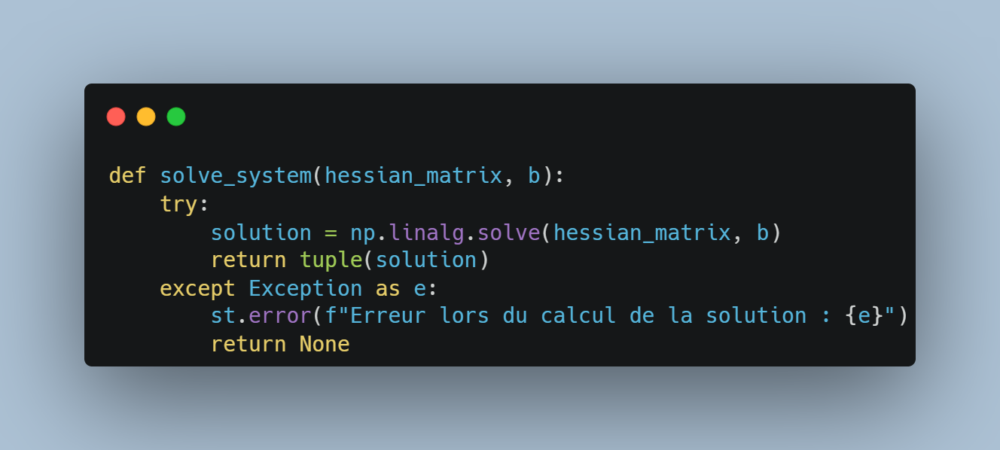 def solve_system(hessian_matrix, b):
    try:
        solution = np.linalg.solve(hessian_matrix, b)
        return tuple(solution)
    except Exception as e:
        st.error(f"Erreur lors du calcul de la solution : {e}")
        return None